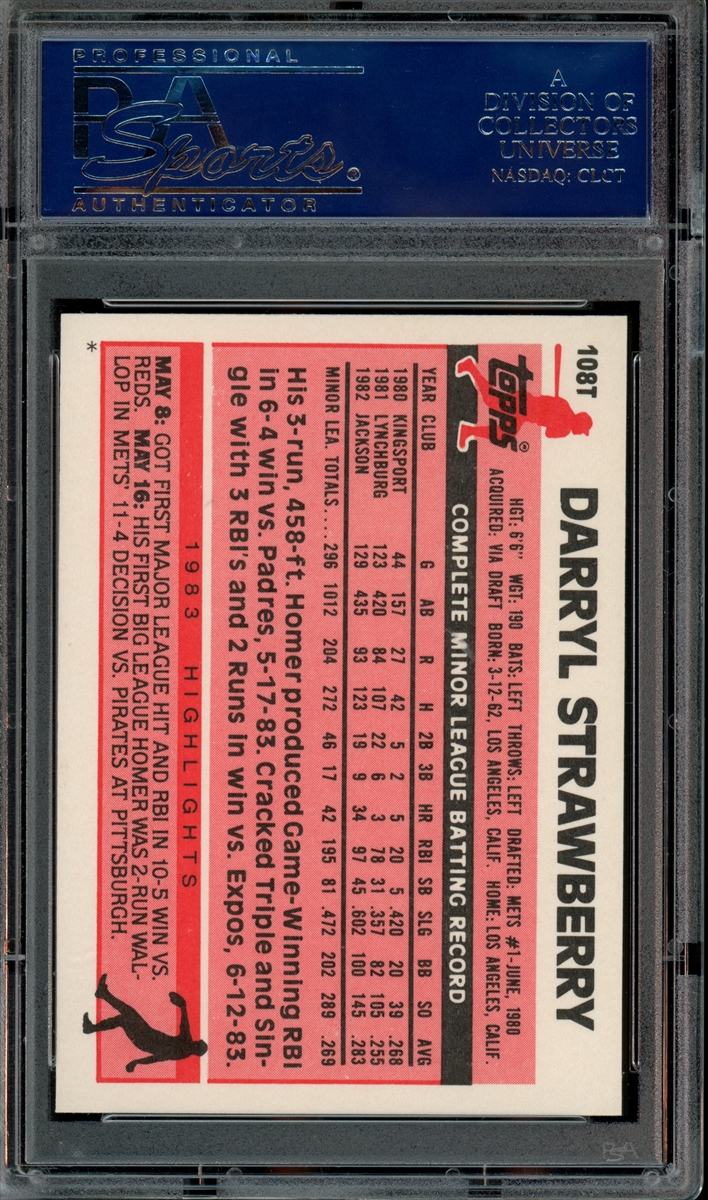 PROFESSIONAL
PSA
Sports®
AUTHENTICATOR
A
DIVISION OF
COLLECTORS
UNIVERSE
NASDAQ: CLCT
108T
DARRYL STRAWBERRY
TOPPS®
HGT: 6'6" WGT: 190 BATS: LEFT THROWS: LEFT DRAFTED: METS #1-JUNE, 1980
ACQUIRED: VIA DRAFT BORN: 3-12-62, LOS ANGELES, CALIF. HOME: LOS ANGELES, CALIF.
COMPLETE MINOR LEAGUE BATTING RECORD
YEAR CLUB G AB R H 2B 3B HR RBI SB SLG BB SO AVG
1980 KINGSPORT 44 157 27 42 5 2 5 20 5 .420 20 39 .268
1981 LYNCHBURG 123 420 84 107 22 6 3 78 31 .357 82 105 .255
1982 JACKSON 129 435 93 123 19 9 34 97 45 .602 100 145 .283
MINOR LEA. TOTALS.... 296 1012 204 272 46 17 42 195 81 .472 202 289 .269
His 3-run, 458-ft. Homer produced Game-Winning RBI
in 6-4 win vs. Padres, 5-17-83. Cracked Triple and Sin-
gle with 3 RBI's and 2 Runs in win vs. Expos, 6-12-83.
1983 HIGHLIGHTS
MAY 8: GOT FIRST MAJOR LEAGUE HIT AND RBI IN 10-5 WIN VS.
REDS. MAY 16: HIS FIRST BIG LEAGUE HOMER WAS 2-RUN WAL-
LOP IN METS' 11-4 DECISION VS. PIRATES AT PITTSBURGH.
*
PSA